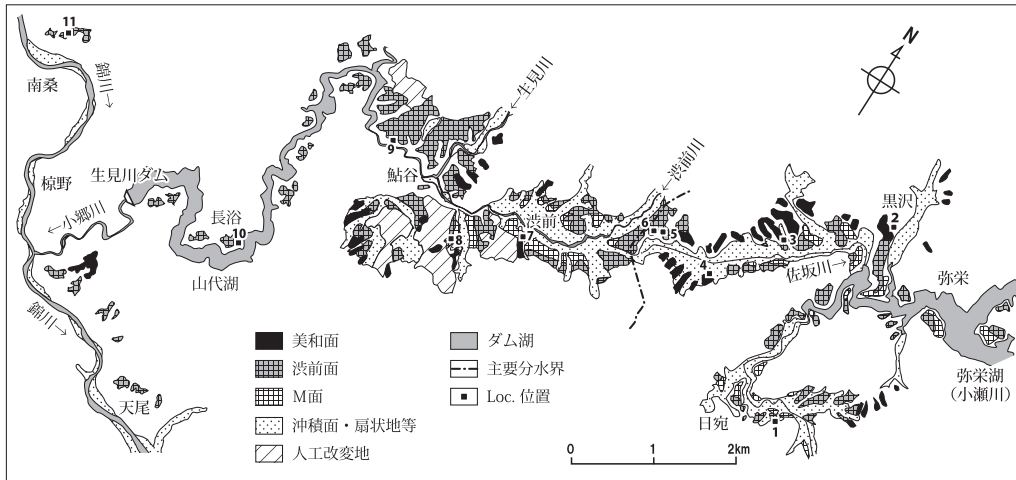 11
N
南桑
錦川→
←生見川
9
生見川ダム
椋野
鮎谷
←渋前川
黒沢
←小郷川
長浴
10
渋前
6
5
2
8
7
3
4
佐坂川→
弥栄
山代湖
錦川→
美和面
ダム湖
渋前面
主要分水界
M面
Loc. 位置
弥栄湖
(小瀬川)
天尾
沖積面・扇状地等
日宛
1
人工改変地
0 1 2km